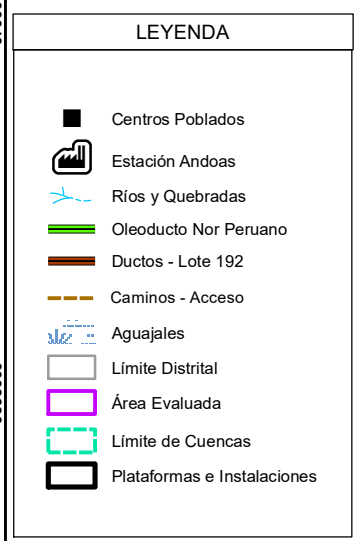 LEYENDA
Centros Poblados
Estación Andoas
Ríos y Quebradas
Oleoducto Nor Peruano
Ductos - Lote 192
Caminos - Acceso
Aguajales
Límite Distrital
Área Evaluada
Límite de Cuencas
Plataformas e Instalaciones